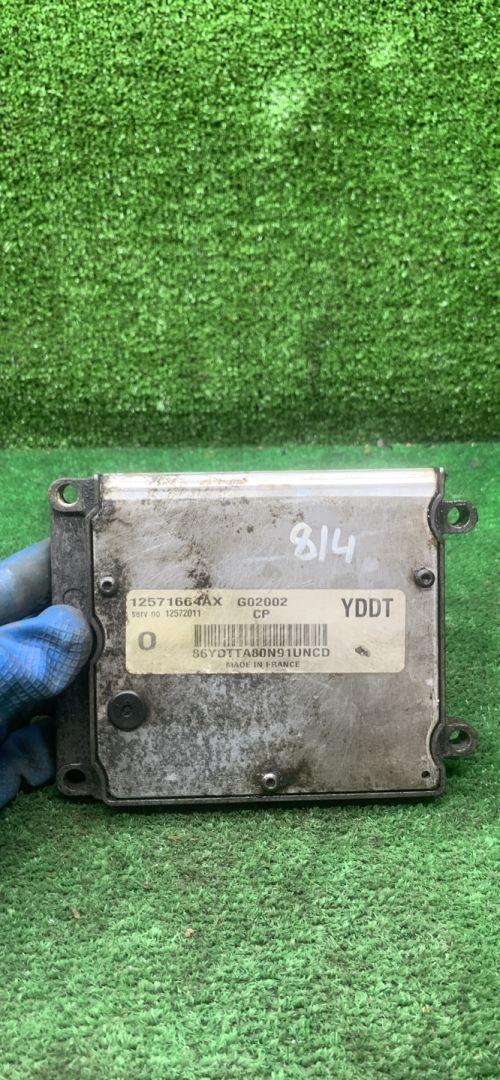 814
12571664AX G02002 YDDT
serv no 12572011 CP
O
86YDTTA80N91UNCD
MADE IN FRANCE